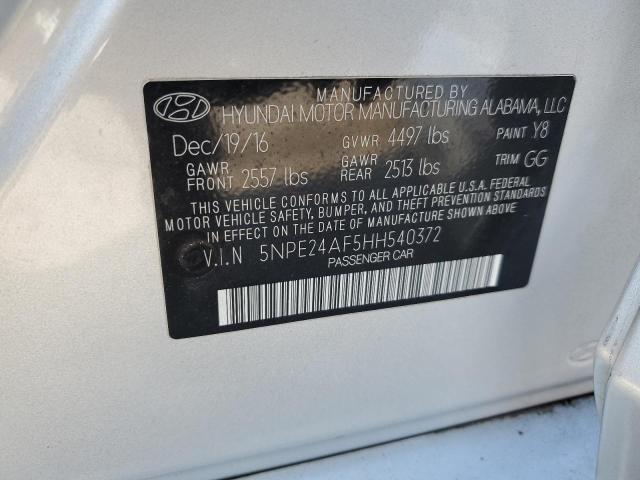 MANUFACTURED BY
HYUNDAI MOTOR MANUFACTURING ALABAMA, LLC
Dec/19/16 GVWR 4497 lbs PAINT Y8
GAWR FRONT 2557 lbs GAWR REAR 2513 lbs TRIM GG
THIS VEHICLE CONFORMS TO ALL APPLICABLE U.S.A. FEDERAL
MOTOR VEHICLE SAFETY, BUMPER, AND THEFT PREVENTION STANDARDS
IN EFFECT ON THE DATE OF MANUFACTURE SHOWN ABOVE.
V.I.N 5NPE24AF5HH540372
PASSENGER CAR